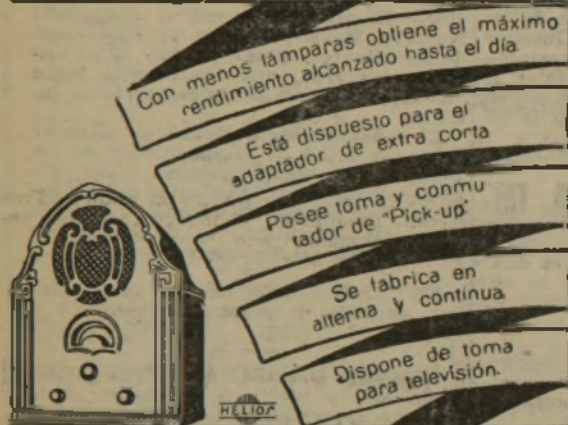 Con menos lámparas obtiene el máximo
rendimiento alcanzado hasta el día.
Está dispuesto para el
adaptador de extra corta
Posee toma y conmu
tador de "Pick-up".
Se fabrica en
alterna y continua.
Dispone de toma
para televisión.
HELIOS